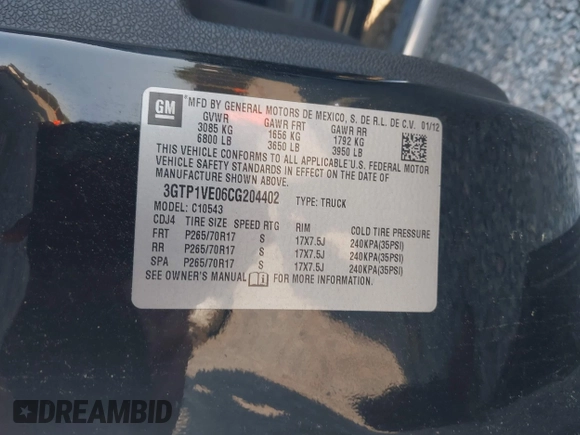 GM ® MFD BY GENERAL MOTORS DE MEXICO, S. DE R.L. DE C.V. 01/12
GVWR GAWR FRT GAWR RR
3085 KG 1656 KG 1792 KG
6800 LB 3650 LB 3950 LB
THIS VEHICLE CONFORMS TO ALL APPLICABLE U.S. FEDERAL MOTOR
VEHICLE SAFETY STANDARDS IN EFFECT ON THE DATE OF
MANUFACTURE SHOWN ABOVE.
3GTP1VE06CG204402 TYPE: TRUCK
MODEL: C10543
CDJ4 TIRE SIZE SPEED RTG RIM COLD TIRE PRESSURE
FRT P265/70R17 S 17X7.5J 240KPA(35PSI)
RR P265/70R17 S 17X7.5J 240KPA(35PSI)
SPA P265/70R17 S 17X7.5J 240KPA(35PSI)
SEE OWNER'S MANUAL FOR MORE INFORMATION.
DREAMBID